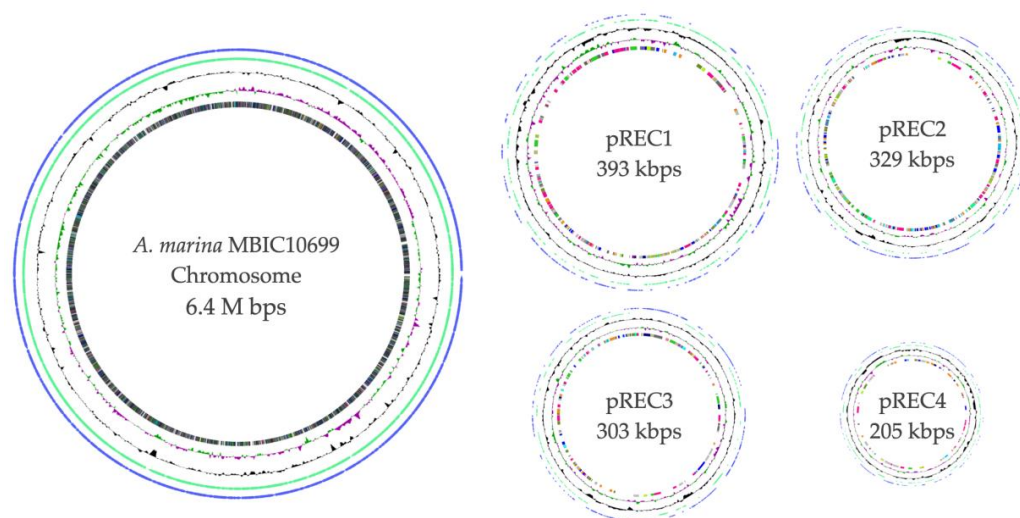 A. marina MBIC10699
Chromosome
6.4 M bps
pREC1
393 kbps
pREC2
329 kbps
pREC3
303 kbps
pREC4
205 kbps